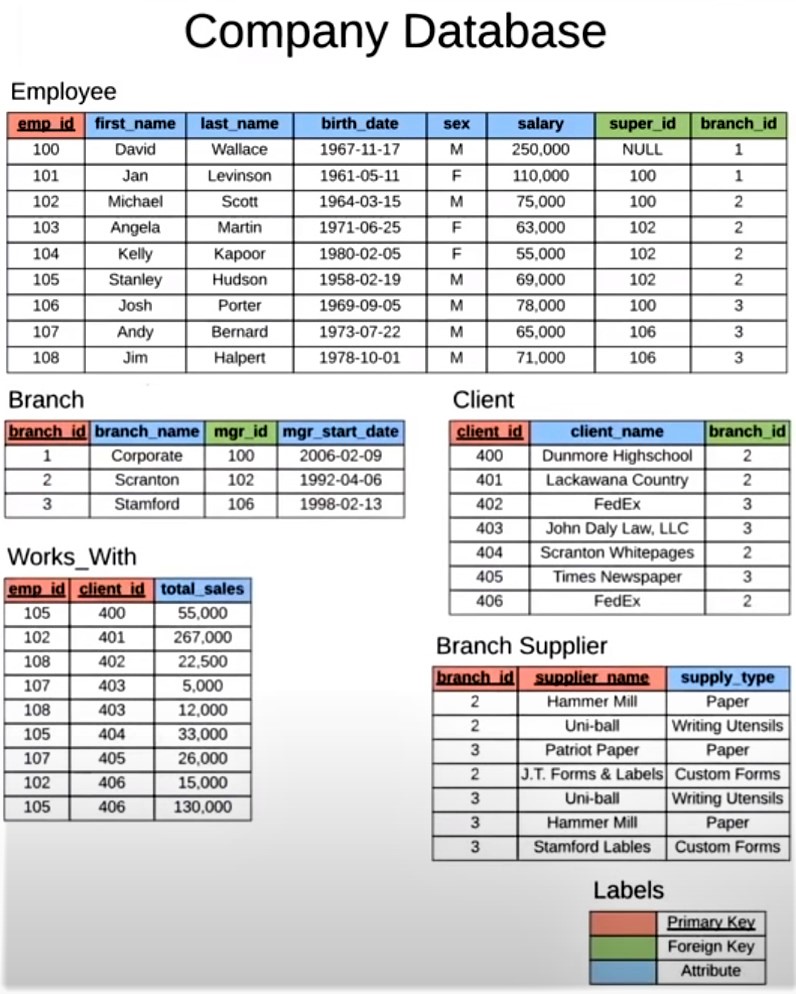 Company Database
Employee
emp_id first_name last_name birth_date sex salary super_id branch_id
100 David Wallace 1967-11-17 M 250,000 NULL 1
101 Jan Levinson 1961-05-11 F 110,000 100 1
102 Michael Scott 1964-03-15 M 75,000 100 2
103 Angela Martin 1971-06-25 F 63,000 102 2
104 Kelly Kapoor 1980-02-05 F 55,000 102 2
105 Stanley Hudson 1958-02-19 M 69,000 102 2
106 Josh Porter 1969-09-05 M 78,000 100 3
107 Andy Bernard 1973-07-22 M 65,000 106 3
108 Jim Halpert 1978-10-01 M 71,000 106 3
Branch
branch_id branch_name mgr_id mgr_start_date
1 Corporate 100 2006-02-09
2 Scranton 102 1992-04-06
3 Stamford 106 1998-02-13
Works_With
emp_id client_id total_sales
105 400 55,000
102 401 267,000
108 402 22,500
107 403 5,000
108 403 12,000
105 404 33,000
107 405 26,000
102 406 15,000
105 406 130,000
Client
client_id client_name branch_id
400 Dunmore Highschool 2
401 Lackawana Country 2
402 FedEx 3
403 John Daly Law, LLC 3
404 Scranton Whitepages 2
405 Times Newspaper 3
406 FedEx 2
Branch Supplier
branch_id supplier_name supply_type
2 Hammer Mill Paper
2 Uni-ball Writing Utensils
3 Patriot Paper Paper
2 J.T. Forms & Labels Custom Forms
3 Uni-ball Writing Utensils
3 Hammer Mill Paper
3 Stamford Lables Custom Forms
Labels
Primary Key
Foreign Key
Attribute